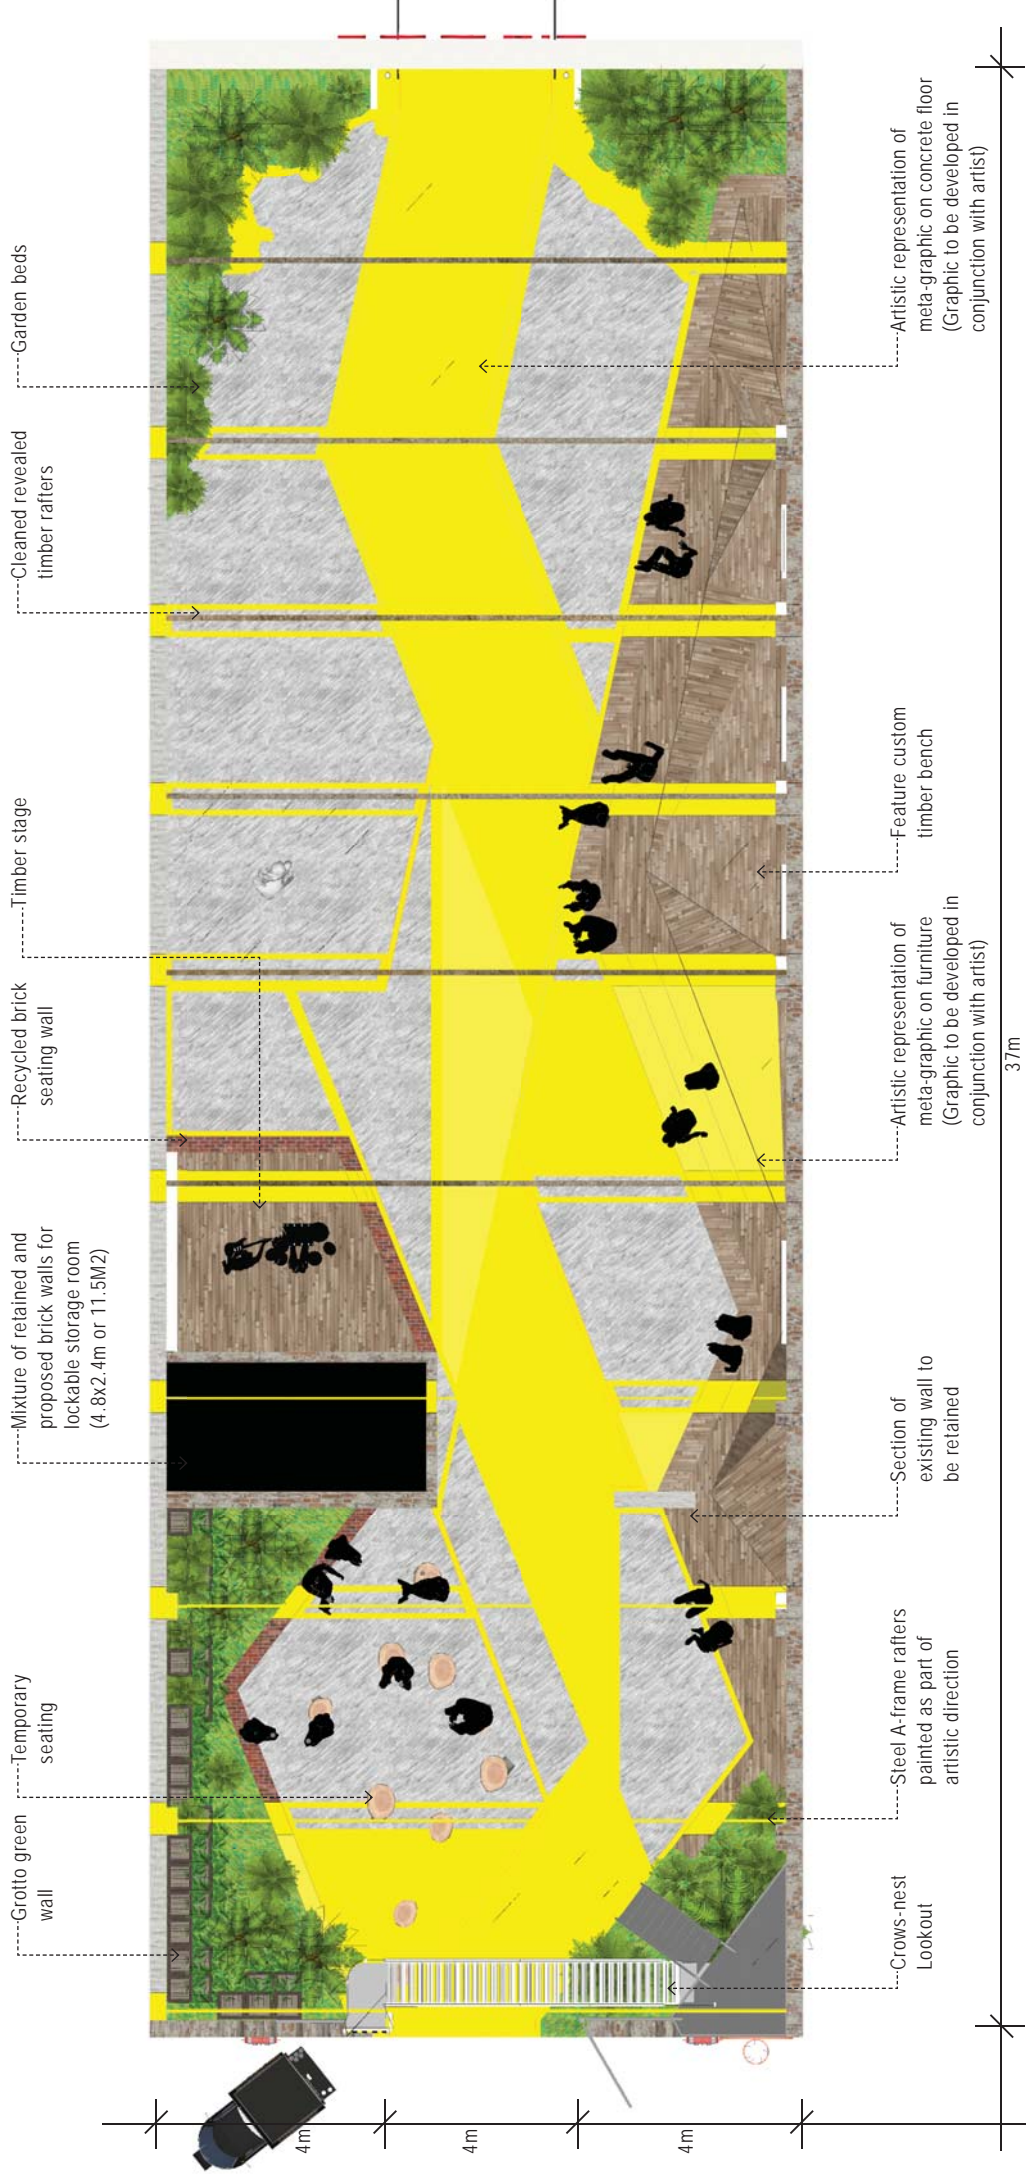 Grotto green
wall
Temporary
seating
Mixture of retained and
proposed brick walls for
lockable storage room
(4.8x2.4m or 11.5M2)
Recycled brick
seating wall
Timber stage
Cleaned revealed
timber rafters
Garden beds
4m
4m
4m
Crows-nest
Lookout
Steel A-frame rafters
painted as part of
artistic direction
Section of
existing wall to
be retained
Artistic representation of
meta-graphic on furniture
(Graphic to be developed in
conjunction with artist)
Feature custom
timber bench
Artistic representation of
meta-graphic on concrete floor
(Graphic to be developed in
conjunction with artist)
37m